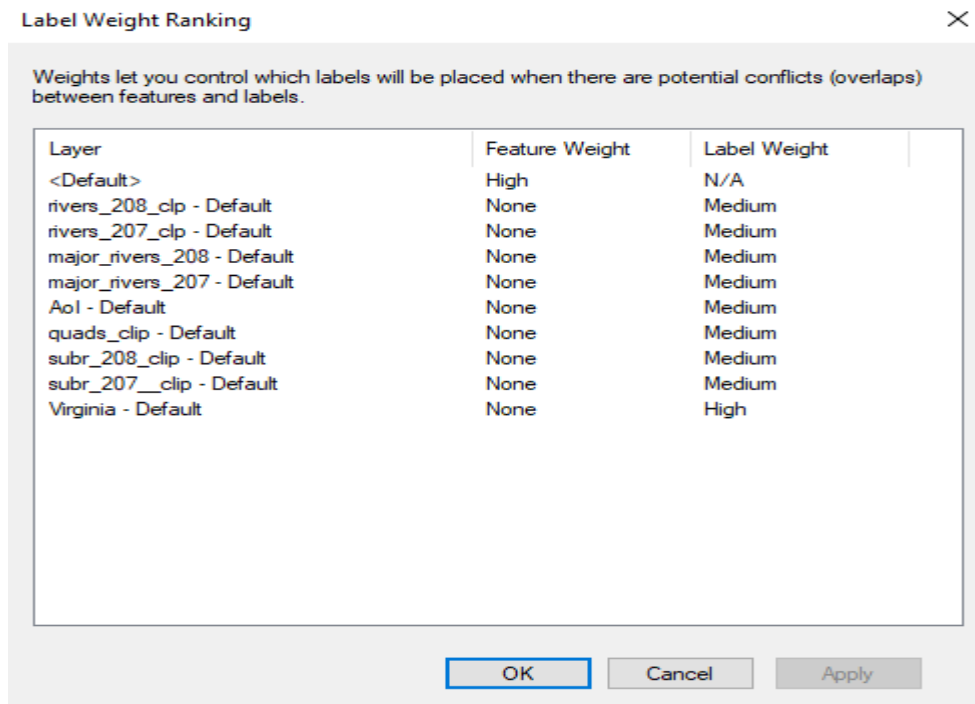 Label Weight Ranking
Weights let you control which labels will be placed when there are potential conflicts (overlaps)
between features and labels.
Layer Feature Weight Label Weight
<Default> High N/A
rivers_208_clp - Default None Medium
rivers_207_clp - Default None Medium
major_rivers_208 - Default None Medium
major_rivers_207 - Default None Medium
AoI - Default None Medium
quads_clip - Default None Medium
subr_208_clip - Default None Medium
subr_207__clip - Default None Medium
Virginia - Default None High
OK Cancel Apply